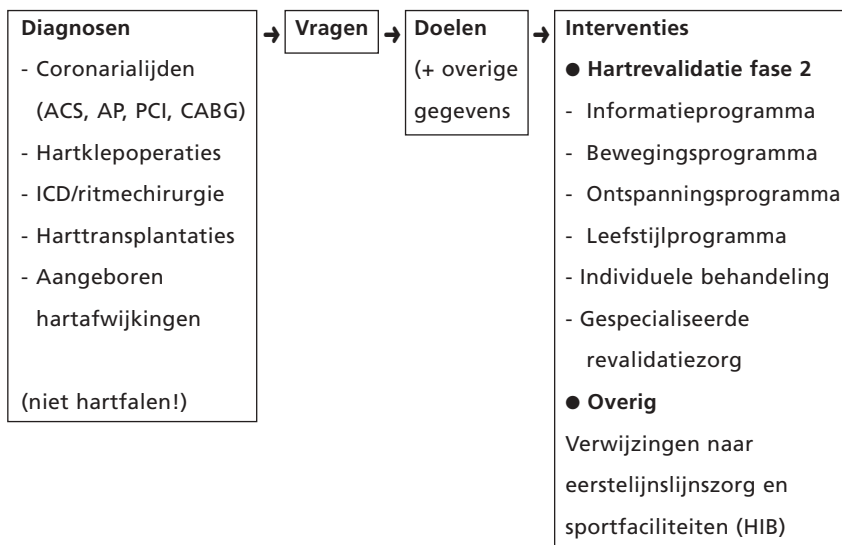 Diagnosen
- Coronarialijden
(ACS, AP, PCI, CABG)
- Hartklepoperaties
- ICD/ritmechirurgie
- Harttransplantaties
- Aangeboren
hartafwijkingen
(niet hartfalen!)
Vragen
Doelen
(+ overige
gegevens
Interventies
● Hartrevalidatie fase 2
- Informatieprogramma
- Bewegingsprogramma
- Ontspanningsprogramma
- Leefstijlprogramma
- Individuele behandeling
- Gespecialiseerde
revalidatiezorg
● Overig
Verwijzingen naar
eerstelijnslijnszorg en
sportfaciliteiten (HIB)